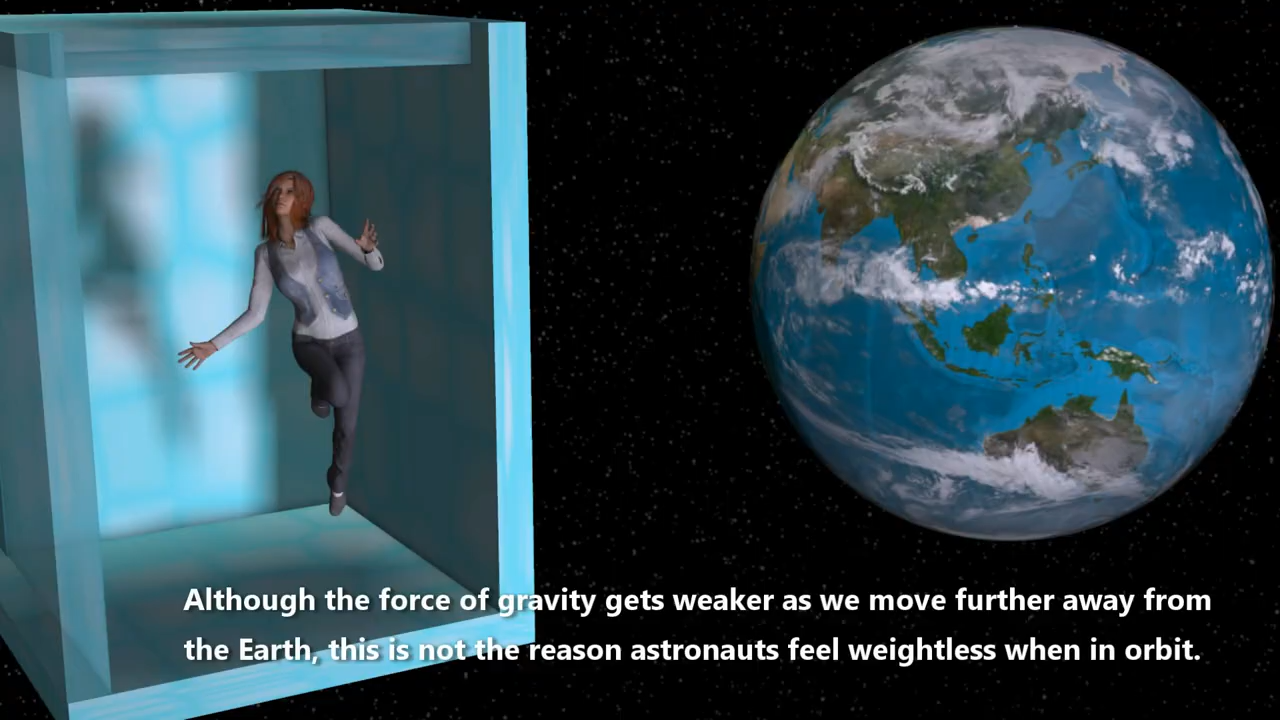 Although the force of gravity gets weaker as we move further away from
the Earth, this is not the reason astronauts feel weightless when in orbit.